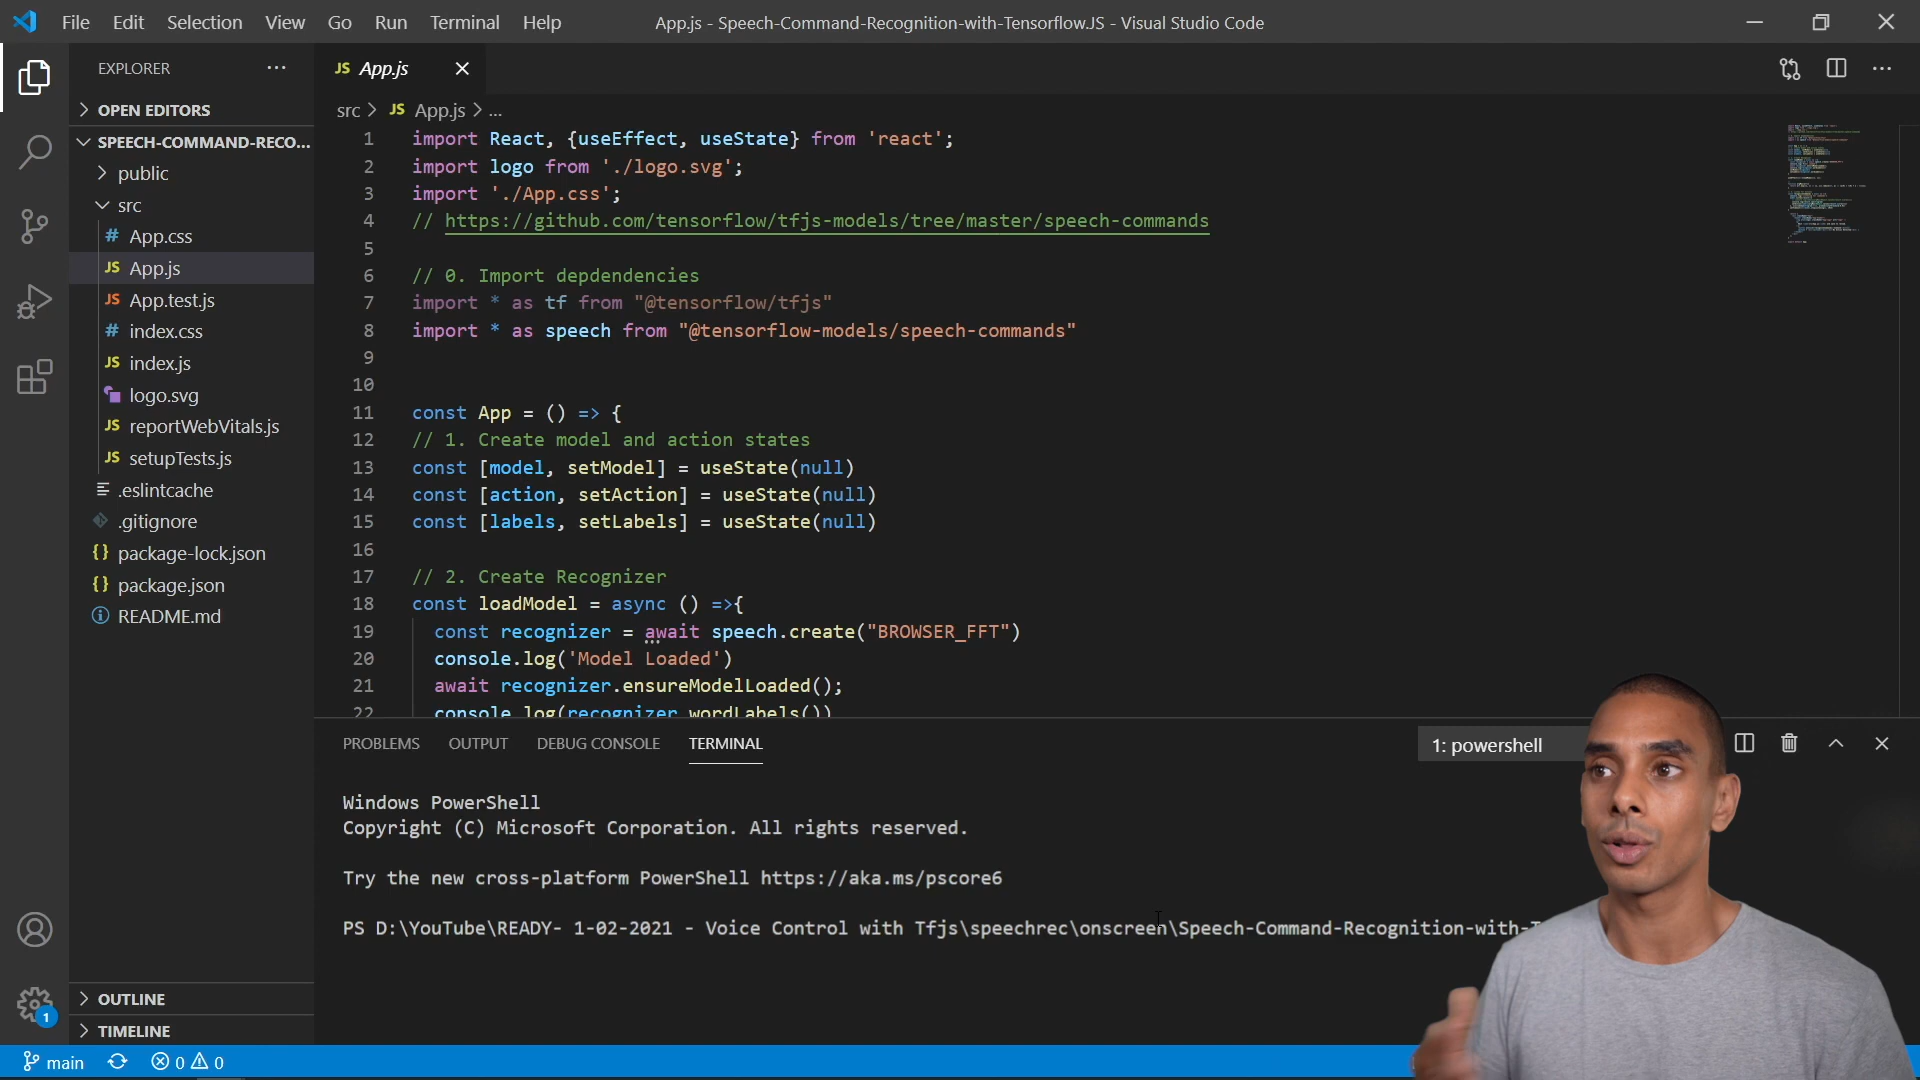 File Edit Selection View Go Run Terminal Help
App.js - Speech-Command-Recognition-with-Tensorflow.JS - Visual Studio Code
EXPLORER
OPEN EDITORS
SPEECH-COMMAND-RECO...
public
src
# App.css
JS App.js
JS App.test.js
# index.css
JS index.js
logo.svg
JS reportWebVitals.js
JS setupTests.js
.eslintcache
.gitignore
{} package-lock.json
{} package.json
README.md
OUTLINE
TIMELINE
JS App.js
src > JS App.js > ...
1 import React, {useEffect, useState} from 'react';
2 import logo from './logo.svg';
3 import './App.css';
4 // https://github.com/tensorflow/tfjs-models/tree/master/speech-commands
5
6 // 0. Import depdendencies
7 import * as tf from "@tensorflow/tfjs"
8 import * as speech from "@tensorflow-models/speech-commands"
9
10
11 const App = () => {
12 // 1. Create model and action states
13 const [model, setModel] = useState(null)
14 const [action, setAction] = useState(null)
15 const [labels, setLabels] = useState(null)
16
17 // 2. Create Recognizer
18 const loadModel = async () =>{
19 const recognizer = await speech.create("BROWSER_FFT")
20 console.log('Model Loaded')
21 await recognizer.ensureModelLoaded();
22 console.log(recognizer.wordLabels())
PROBLEMS OUTPUT DEBUG CONSOLE TERMINAL
1: powershell
Windows PowerShell
Copyright (C) Microsoft Corporation. All rights reserved.
Try the new cross-platform PowerShell https://aka.ms/pscore6
PS D:\YouTube\READY- 1-02-2021 - Voice Control with Tfjs\speechrec\onscreen\Speech-Command-Recognition-with-
1
main 0 0